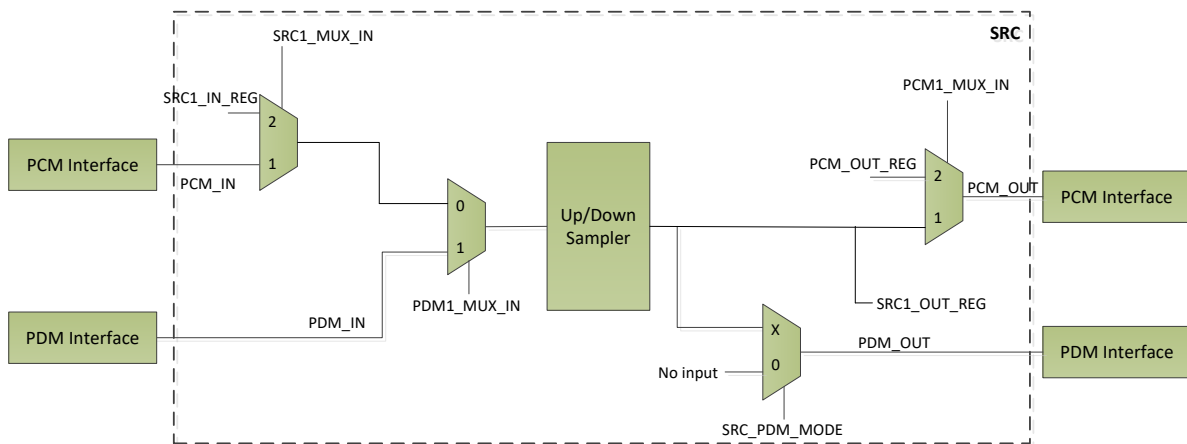 SRC
SRC1_MUX_IN
PCM1_MUX_IN
SRC1_IN_REG
2
1
PCM Interface
PCM_IN
PCM_OUT_REG
2
1
PCM_OUT
PCM Interface
0
1
PDM1_MUX_IN
Up/Down
Sampler
SRC1_OUT_REG
PDM Interface
PDM_IN
X
0
No input
PDM_OUT
PDM Interface
SRC_PDM_MODE